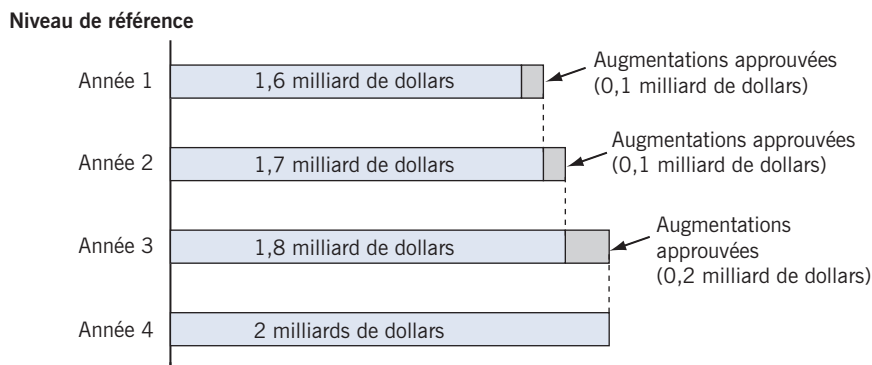 Niveau de référence
Année 1
1,6 milliard de dollars
Augmentations approuvées
(0,1 milliard de dollars)
Année 2
1,7 milliard de dollars
Augmentations approuvées
(0,1 milliard de dollars)
Année 3
1,8 milliard de dollars
Augmentations
approuvées
(0,2 milliard de dollars)
Année 4
2 milliards de dollars